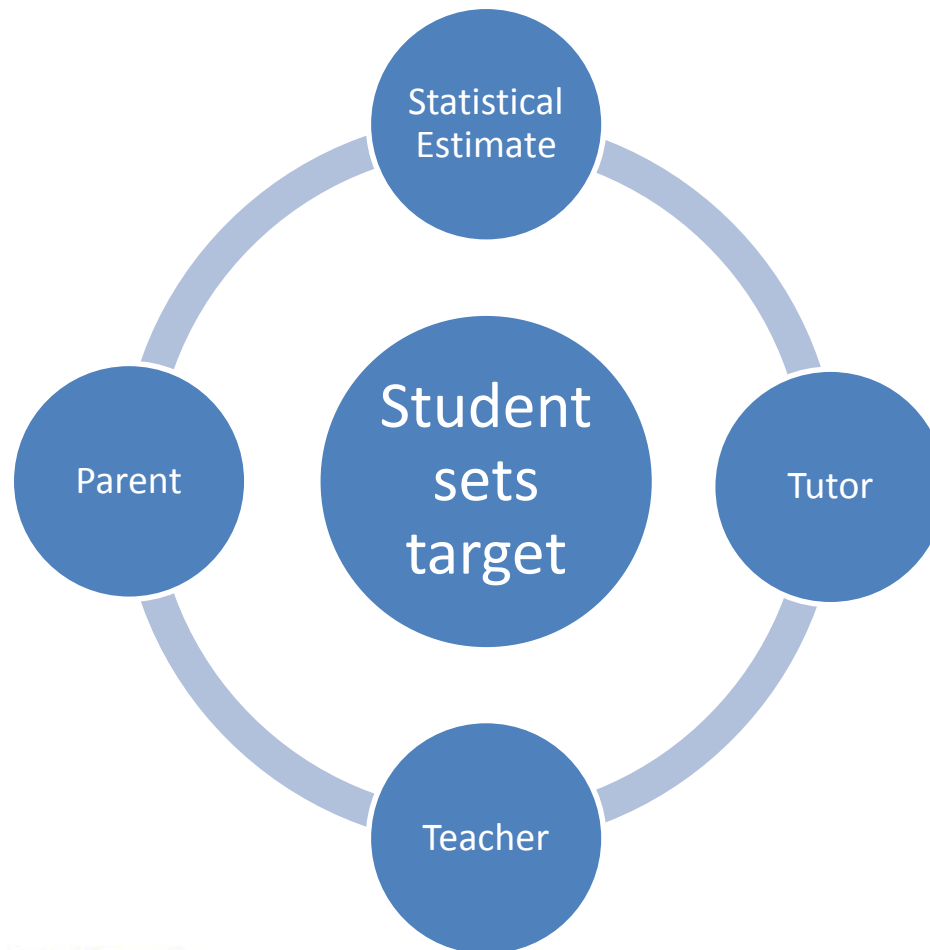 Statistical
Estimate
Student
sets
target
Parent
Tutor
Teacher